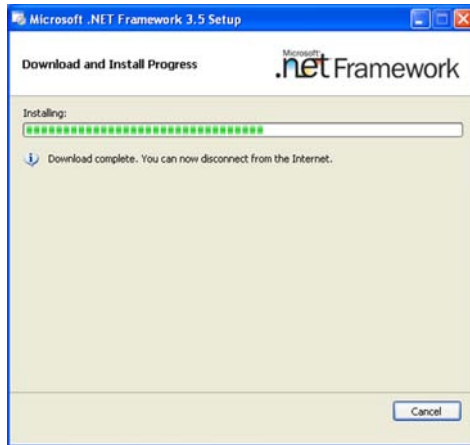 Microsoft .NET Framework 3.5 Setup
Download and Install Progress
Microsoft
.net Framework
Installing:
Download complete. You can now disconnect from the Internet.
Cancel